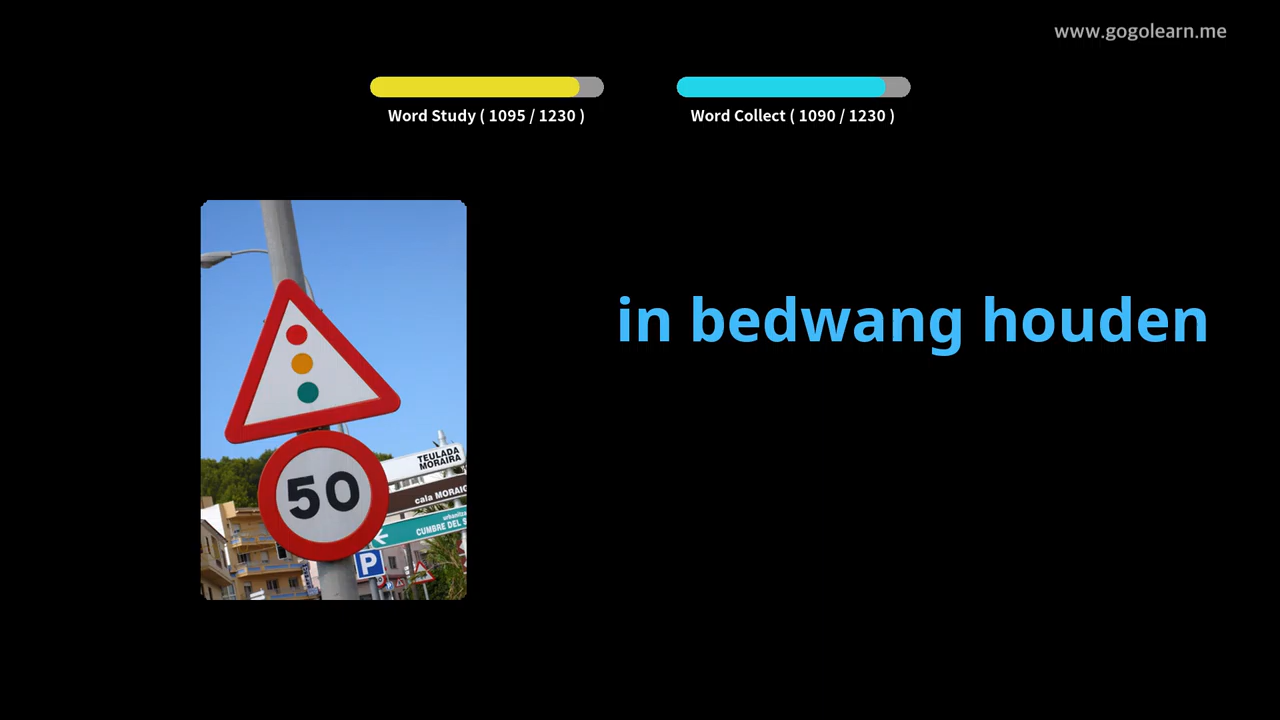 www.gogolearn.me
Word Study ( 1095 / 1230 )
Word Collect ( 1090 / 1230 )
in bedwang houden
TEULADA
MORAIRA
cala
CUMBRE DEL
50
P